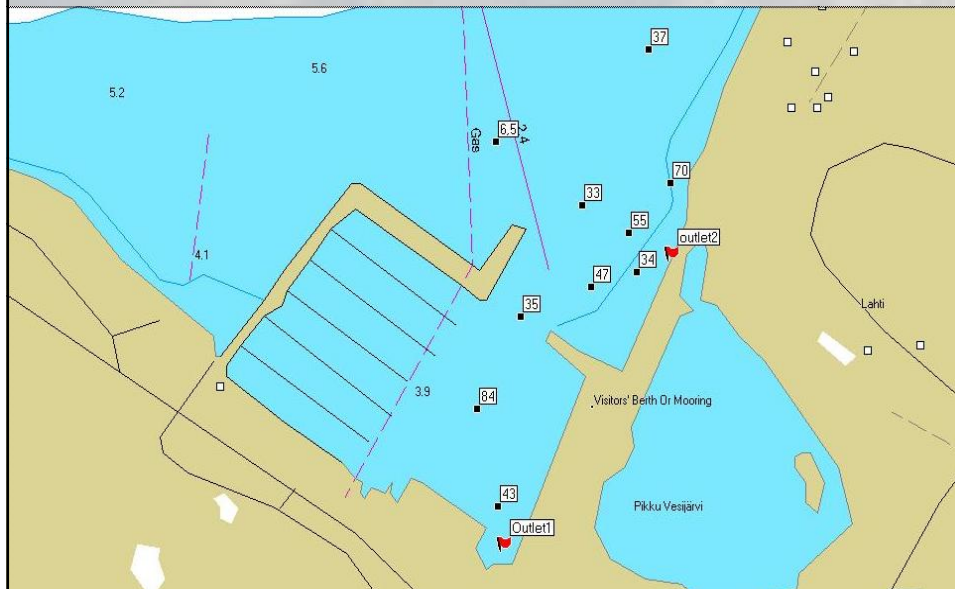 37
5.6
5.2
6,5
2,4
Gas
70
33
55
outlet2
4.1
34
47
35
Lahti
3.9
84
Visitors' Berth Or Mooring
43
Pikku Vesijärvi
Outlet1